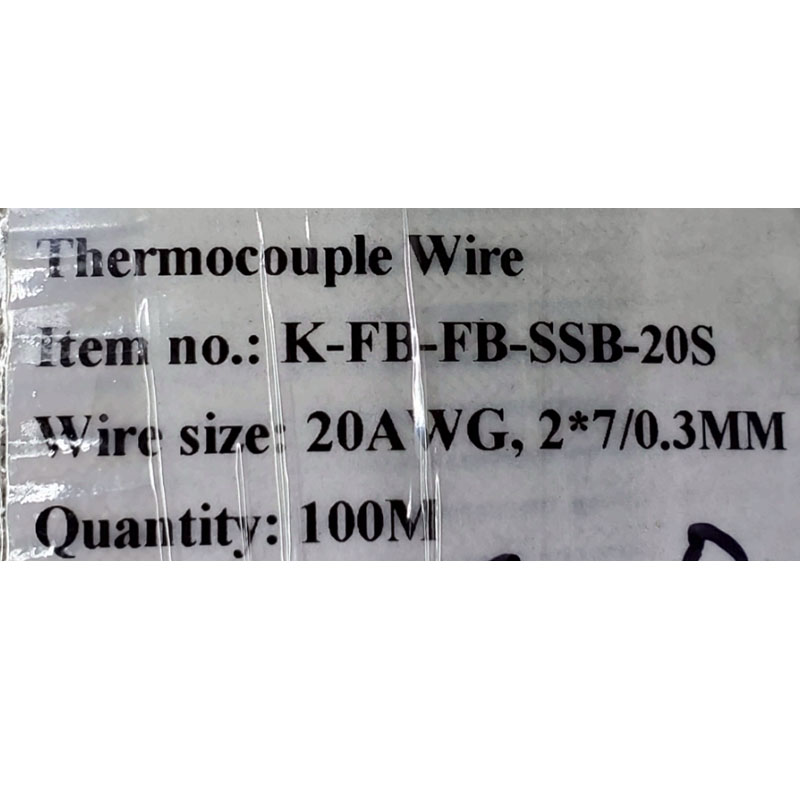 Thermocouple Wire
Item no.: K-FB-FB-SSB-20S
Wire size: 20AWG, 2*7/0.3MM
Quantity: 100M